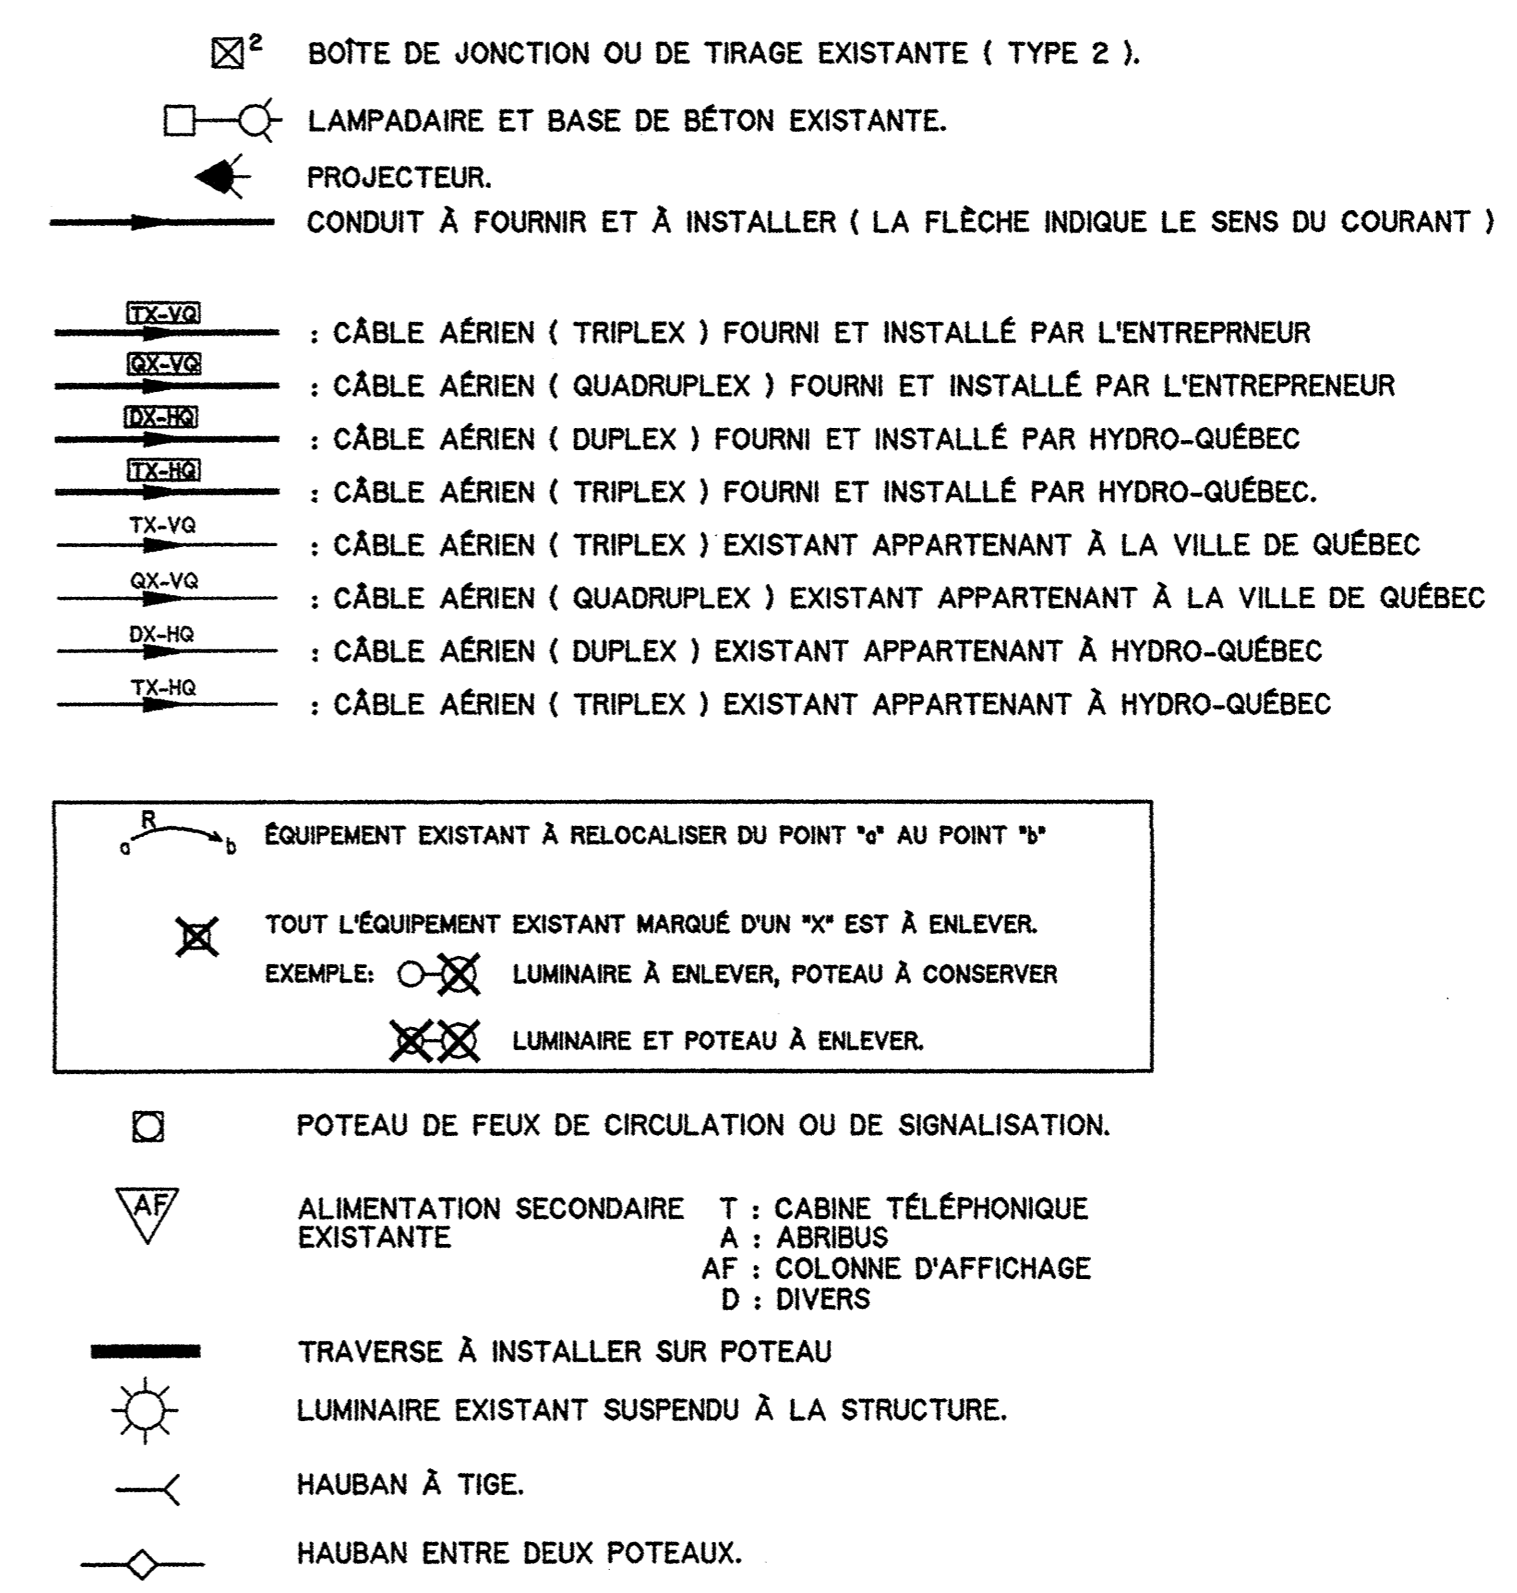 2 BOÎTE DE JONCTION OU DE TIRAGE EXISTANTE ( TYPE 2 ).
LAMPADAIRE ET BASE DE BÉTON EXISTANTE.
PROJECTEUR.
CONDUIT À FOURNIR ET À INSTALLER ( LA FLÈCHE INDIQUE LE SENS DU COURANT )
TX-VQ : CÂBLE AÉRIEN ( TRIPLEX ) FOURNI ET INSTALLÉ PAR L'ENTREPRNEUR
QX-VQ : CÂBLE AÉRIEN ( QUADRUPLEX ) FOURNI ET INSTALLÉ PAR L'ENTREPRENEUR
DX-HQ : CÂBLE AÉRIEN ( DUPLEX ) FOURNI ET INSTALLÉ PAR HYDRO-QUÉBEC
TX-HQ : CÂBLE AÉRIEN ( TRIPLEX ) FOURNI ET INSTALLÉ PAR HYDRO-QUÉBEC.
TX-VQ : CÂBLE AÉRIEN ( TRIPLEX ) EXISTANT APPARTENANT À LA VILLE DE QUÉBEC
QX-VQ : CÂBLE AÉRIEN ( QUADRUPLEX ) EXISTANT APPARTENANT À LA VILLE DE QUÉBEC
DX-HQ : CÂBLE AÉRIEN ( DUPLEX ) EXISTANT APPARTENANT À HYDRO-QUÉBEC
TX-HQ : CÂBLE AÉRIEN ( TRIPLEX ) EXISTANT APPARTENANT À HYDRO-QUÉBEC
R
a b ÉQUIPEMENT EXISTANT À RELOCALISER DU POINT "a" AU POINT "b"
TOUT L'ÉQUIPEMENT EXISTANT MARQUÉ D'UN "X" EST À ENLEVER.
EXEMPLE: LUMINAIRE À ENLEVER, POTEAU À CONSERVER
LUMINAIRE ET POTEAU À ENLEVER.
POTEAU DE FEUX DE CIRCULATION OU DE SIGNALISATION.
AF ALIMENTATION SECONDAIRE T : CABINE TÉLÉPHONIQUE
EXISTANTE A : ABRIBUS
AF : COLONNE D'AFFICHAGE
D : DIVERS
TRAVERSE À INSTALLER SUR POTEAU
LUMINAIRE EXISTANT SUSPENDU À LA STRUCTURE.
HAUBAN À TIGE.
HAUBAN ENTRE DEUX POTEAUX.